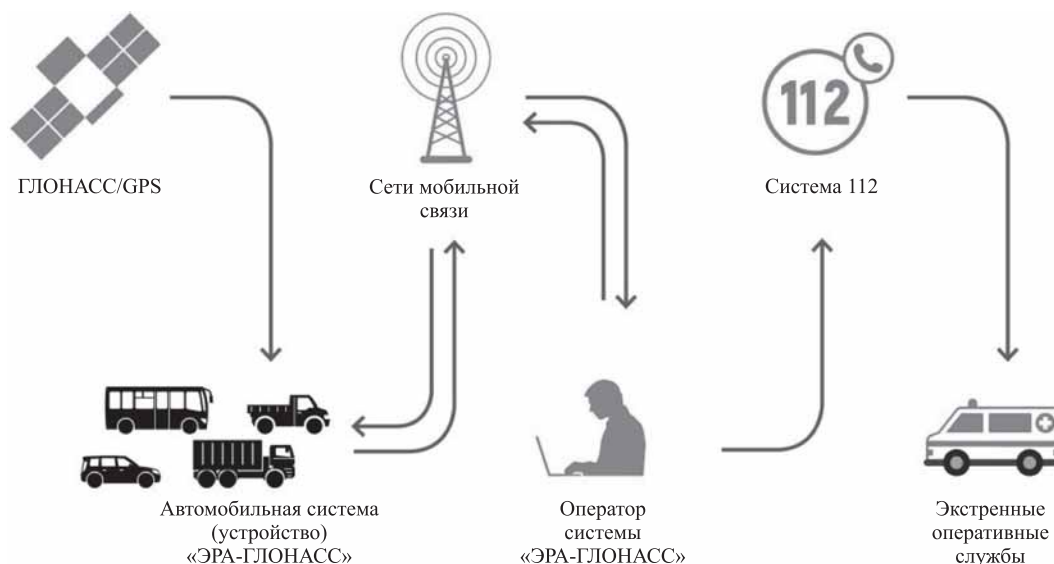 112
ГЛОНАСС/GPS
Сети мобильной
связи
Система 112
Автомобильная система
(устройство)
«ЭРА-ГЛОНАСС»
Оператор
системы
«ЭРА-ГЛОНАСС»
Экстренные
оперативные
службы